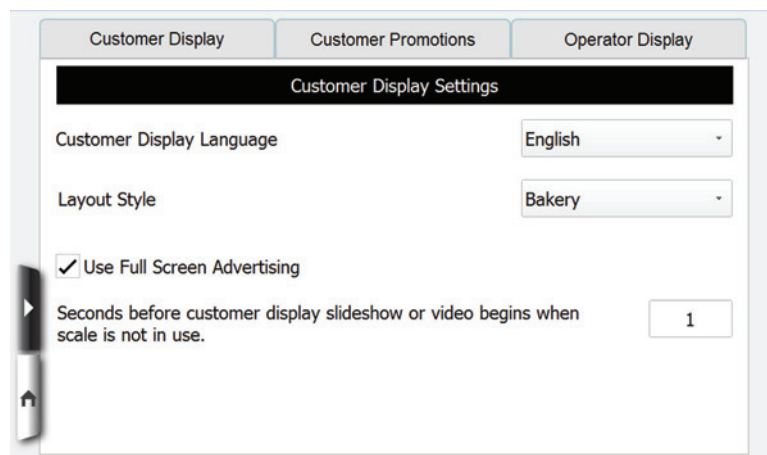 Customer Display
Customer Promotions
Operator Display
Customer Display Settings
Customer Display Language
English
Layout Style
Bakery
Use Full Screen Advertising
Seconds before customer display slideshow or video begins when
scale is not in use.
1